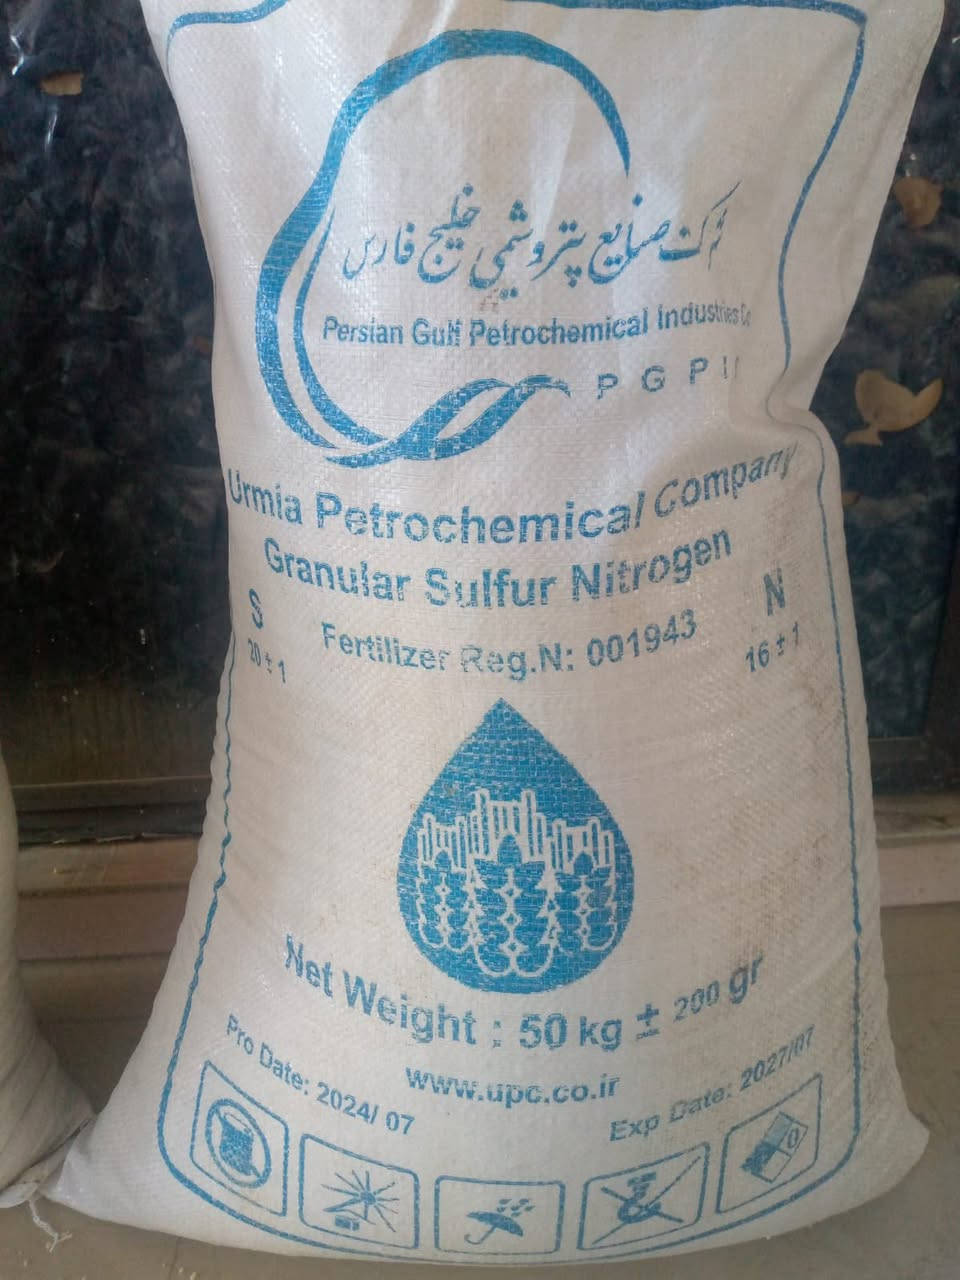 شرکت صنایع پتروشیمی خلیج فارس
Persian Gulf Petrochemical Industries Co
P G P I
Urmia Petrochemical Company
Granular Sulfur Nitrogen
S
20 ± 1
Fertilizer Reg.N: 001943
N
16 ± 1
Net Weight : 50 kg ± 200 gr
Pro Date: 2024/ 07
www.upc.co.ir
Exp Date: 2027/07
0